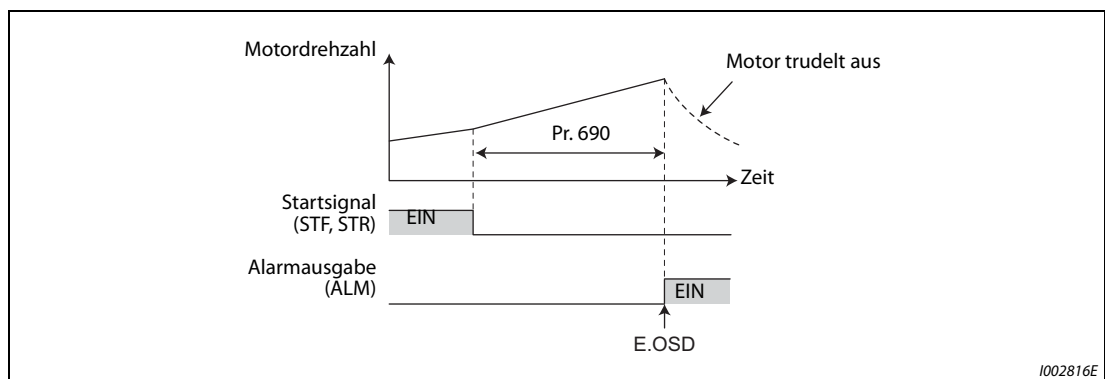 Motordrehzahl
Motor trudelt aus
Pr. 690
Zeit
Startsignal
(STF, STR)
EIN
Alarmausgabe
(ALM)
EIN
E.OSD
I002816E